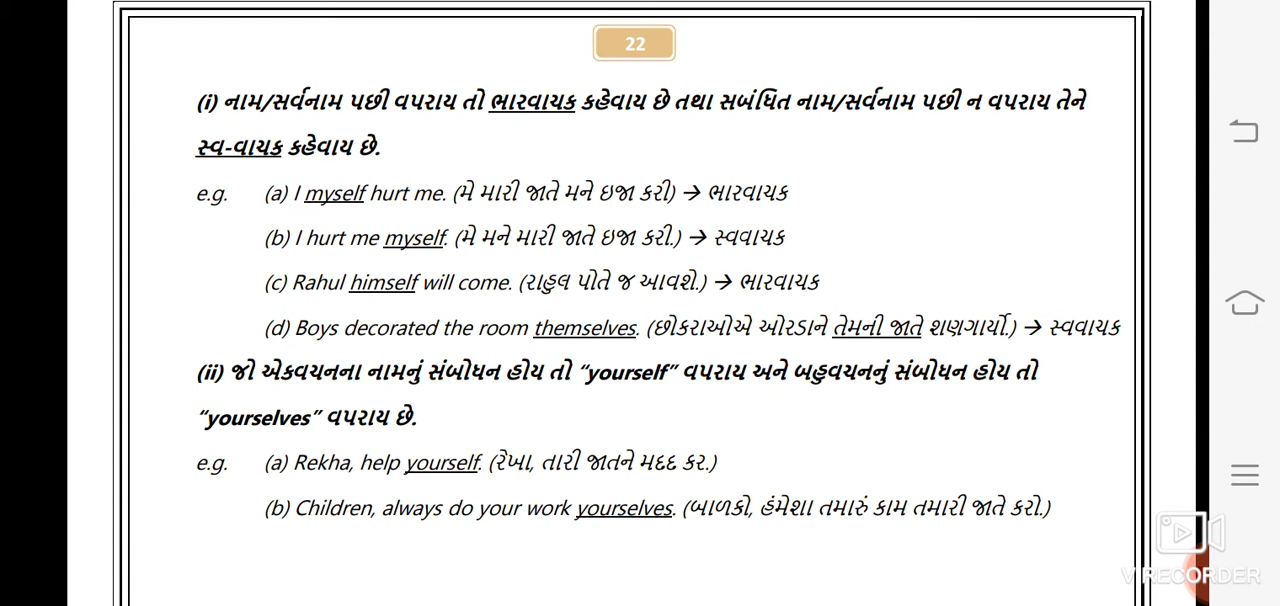 22
(i) નામ/સર્વનામ પછી વપરાય તો ભારવાચક કહેવાય છે તથા સબંધિત નામ/સર્વનામ પછી ન વપરાય તેને
સ્વ-વાચક કહેવાય છે.
e.g. (a) I myself hurt me. (મે મારી જાતે મને ઇજા કરી) → ભારવાચક
(b) I hurt me myself. (મે મને મારી જાતે ઇજા કરી.) → સ્વવાચક
(c) Rahul himself will come. (રાહુલ પોતે જ આવશે.) → ભારવાચક
(d) Boys decorated the room themselves. (છોકરાઓએ ઓરડાને તેમની જાતે શણગાર્યો.) → સ્વવાચક
(ii) જો એકવચનના નામનું સંબોધન હોય તો “yourself” વપરાય અને બહુવચનનું સંબોધન હોય તો
“yourselves” વપરાય છે.
e.g. (a) Rekha, help yourself. (રેખા, તારી જાતને મદદ કર.)
(b) Children, always do your work yourselves. (બાળકો, હંમેશા તમારું કામ તમારી જાતે કરો.)
V RECORDER